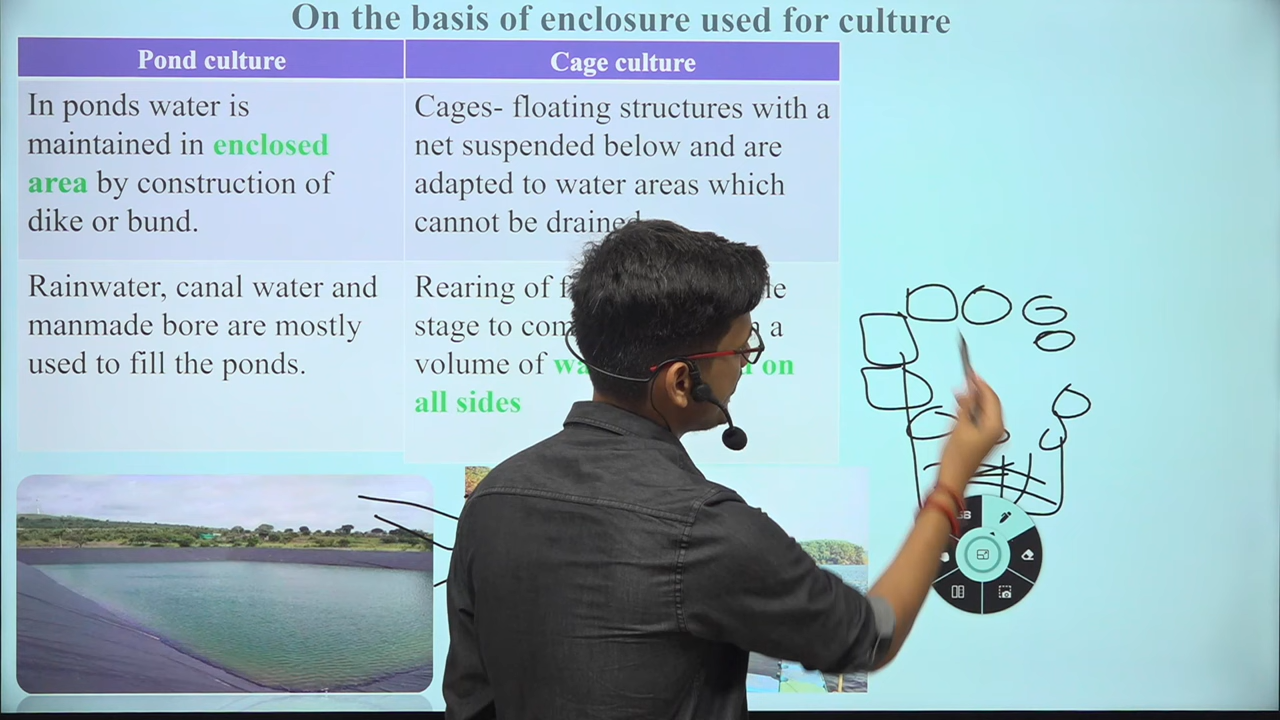 On the basis of enclosure used for culture
Pond culture
Cage culture
In ponds water is
maintained in enclosed
area by construction of
dike or bund.
Cages- floating structures with a
net suspended below and are
adapted to water areas which
cannot be drained
Rainwater, canal water and
manmade bore are mostly
used to fill the ponds.
Rearing of
stage to
a
volume of on
all sides